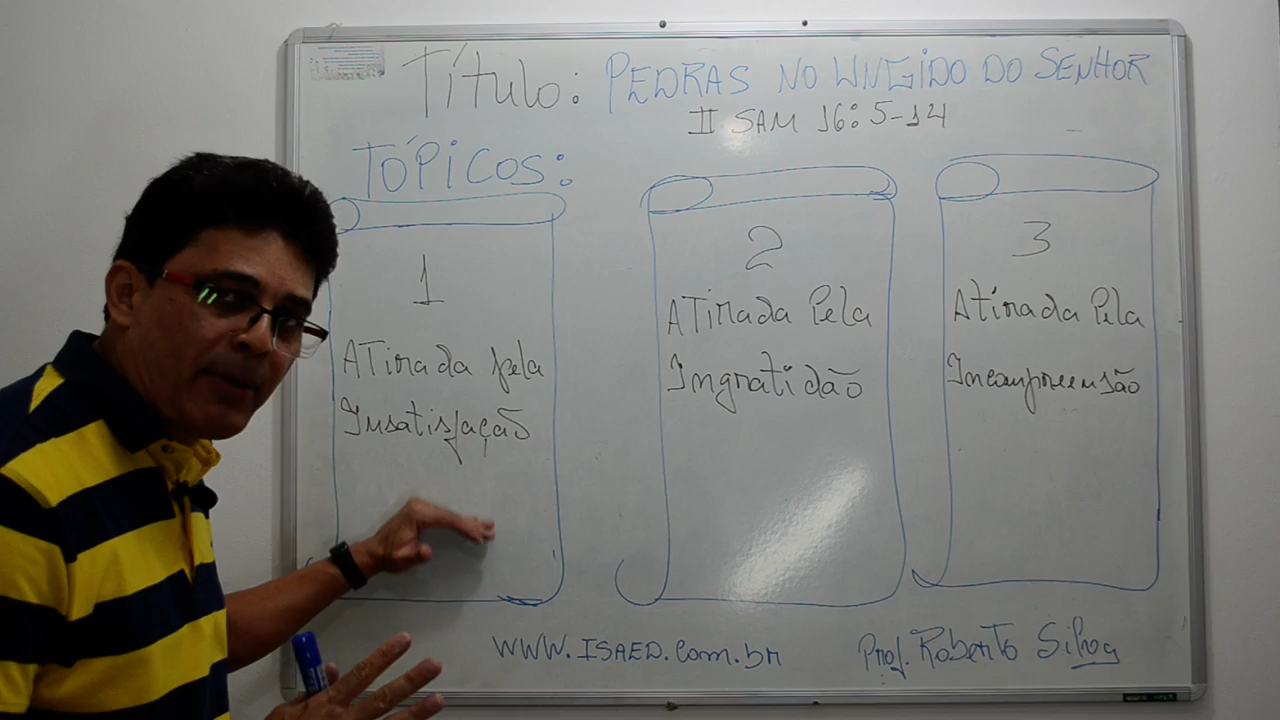 Título: PEDRAS NO UNGIDO DO SENHOR
II SAM 16:5-14
TÓPICOS:
1
ATirada pela
Insatisfação
2
ATirada Pela
Ingratidão
3
Atirada Pela
Incompreensão
WWW.ISAED.com.br
Prof. Roberto Silva